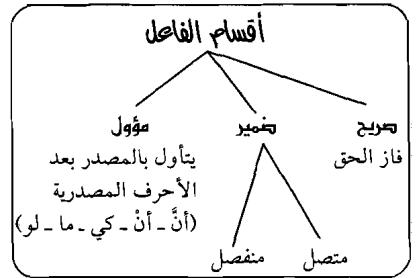 أقسام الفاعل
صريح ضمير مؤول
فاز الحق يتأول بالمصدر بعد
الأحرف المصدرية
(أنَّ ـ أنْ ـ كي ـ ما ـ لو)
متصل منفصل